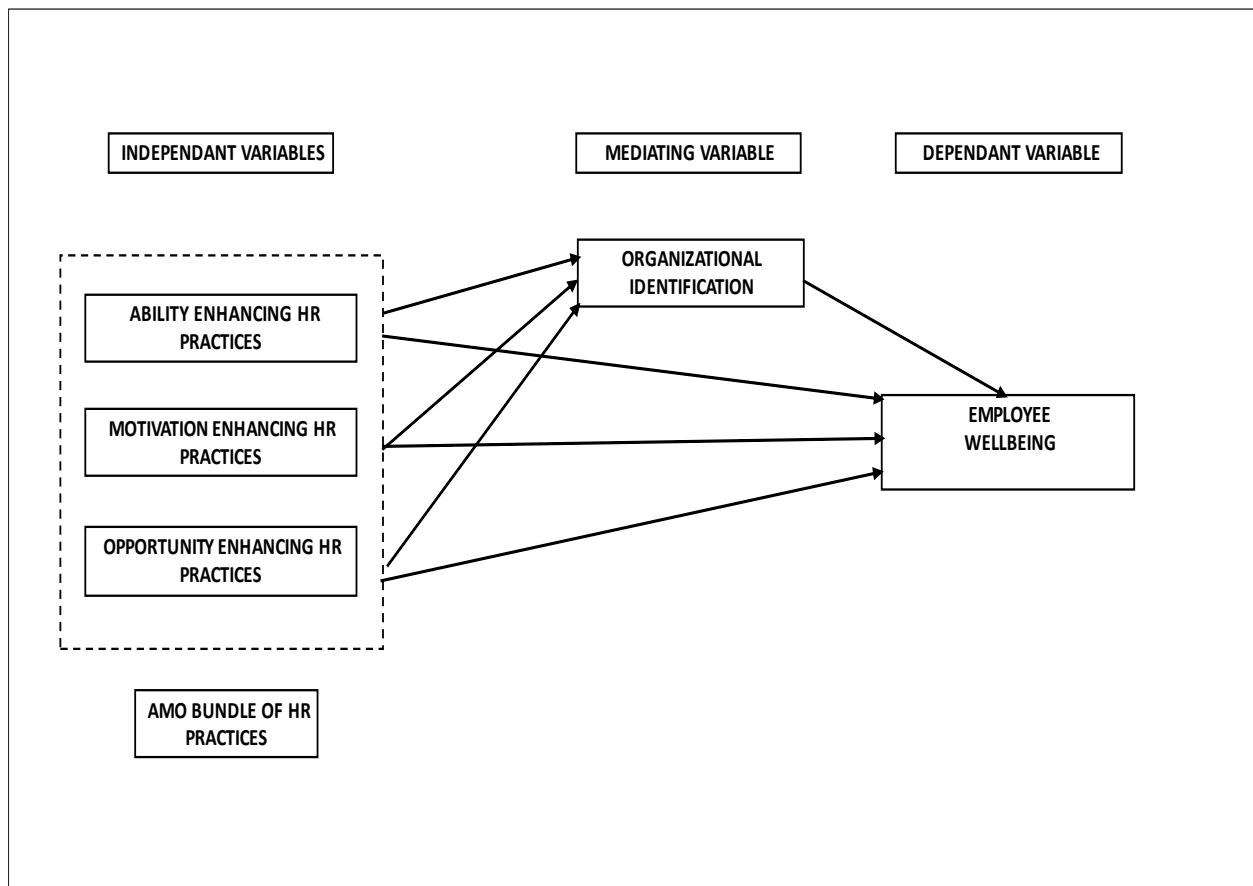 INDEPENDANT VARIABLES
MEDIATING VARIABLE
DEPENDANT VARIABLE
ORGANIZATIONAL
IDENTIFICATION
ABILITY ENHANCING HR
PRACTICES
MOTIVATION ENHANCING HR
PRACTICES
EMPLOYEE
WELLBEING
OPPORTUNITY ENHANCING HR
PRACTICES
AMO BUNDLE OF HR
PRACTICES